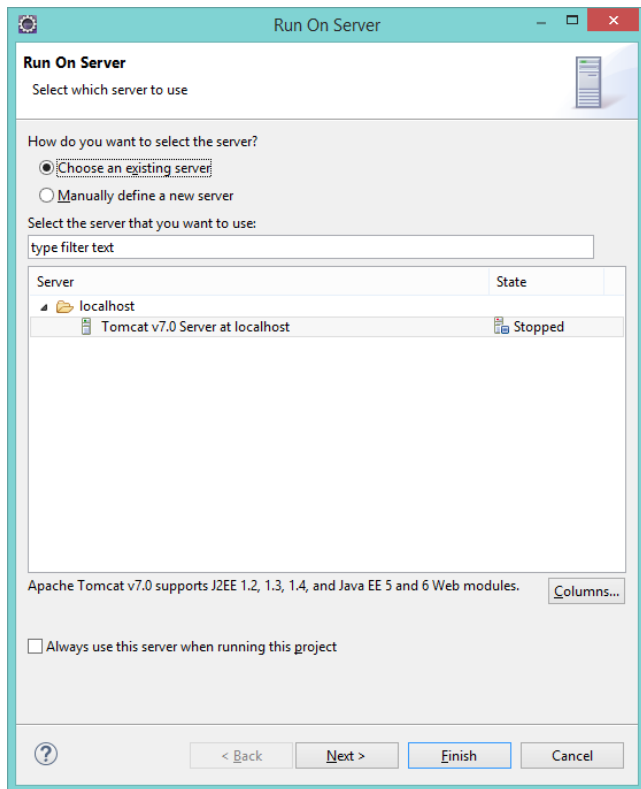 Run On Server
Run On Server
Select which server to use
How do you want to select the server?
Choose an existing server
Manually define a new server
Select the server that you want to use:
type filter text
Server State
localhost
Tomcat v7.0 Server at localhost Stopped
Apache Tomcat v7.0 supports J2EE 1.2, 1.3, 1.4, and Java EE 5 and 6 Web modules.
Columns...
Always use this server when running this project
? < Back Next > Finish Cancel